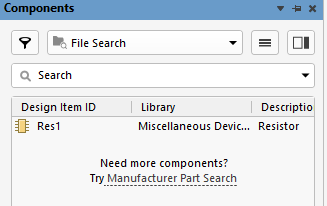 Components
File Search
Search
Design Item ID Library Descriptio
Res1 Miscellaneous Devic... Resistor
Need more components?
Try Manufacturer Part Search